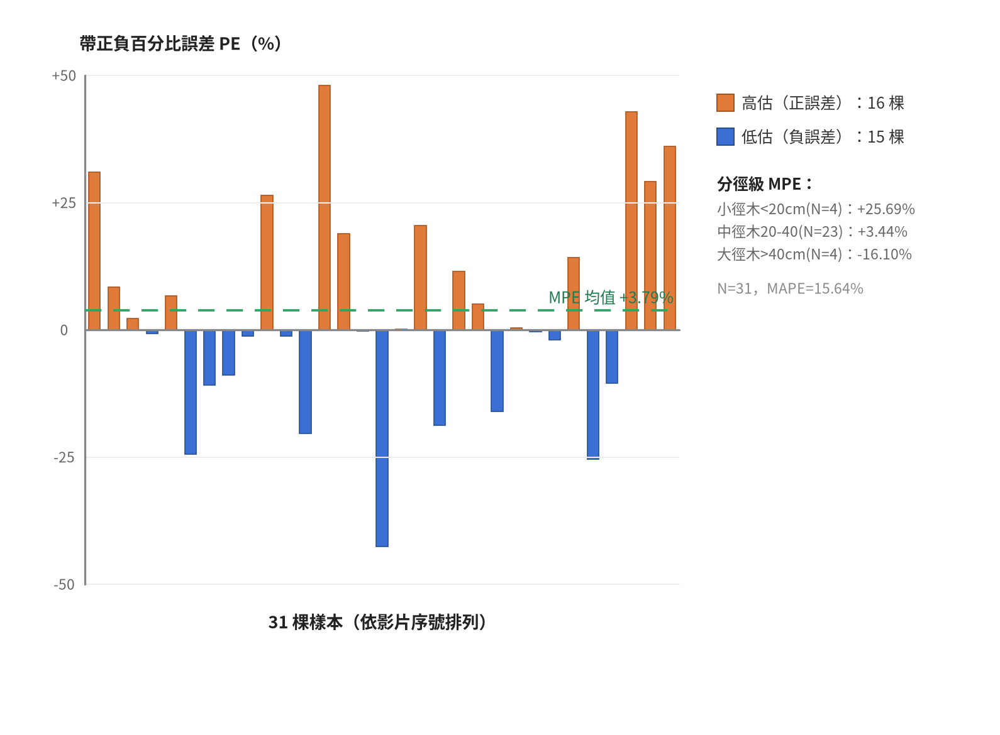 帶正負百分比誤差 PE（%）
+50
+25
0
-25
-50
MPE 均值 +3.79%
31 棵樣本（依影片序號排列）
高估（正誤差）：16 棵
低估（負誤差）：15 棵
分徑級 MPE：
小徑木<20cm(N=4)：+25.69%
中徑木20-40(N=23)：+3.44%
大徑木>40cm(N=4)：-16.10%
N=31，MAPE=15.64%